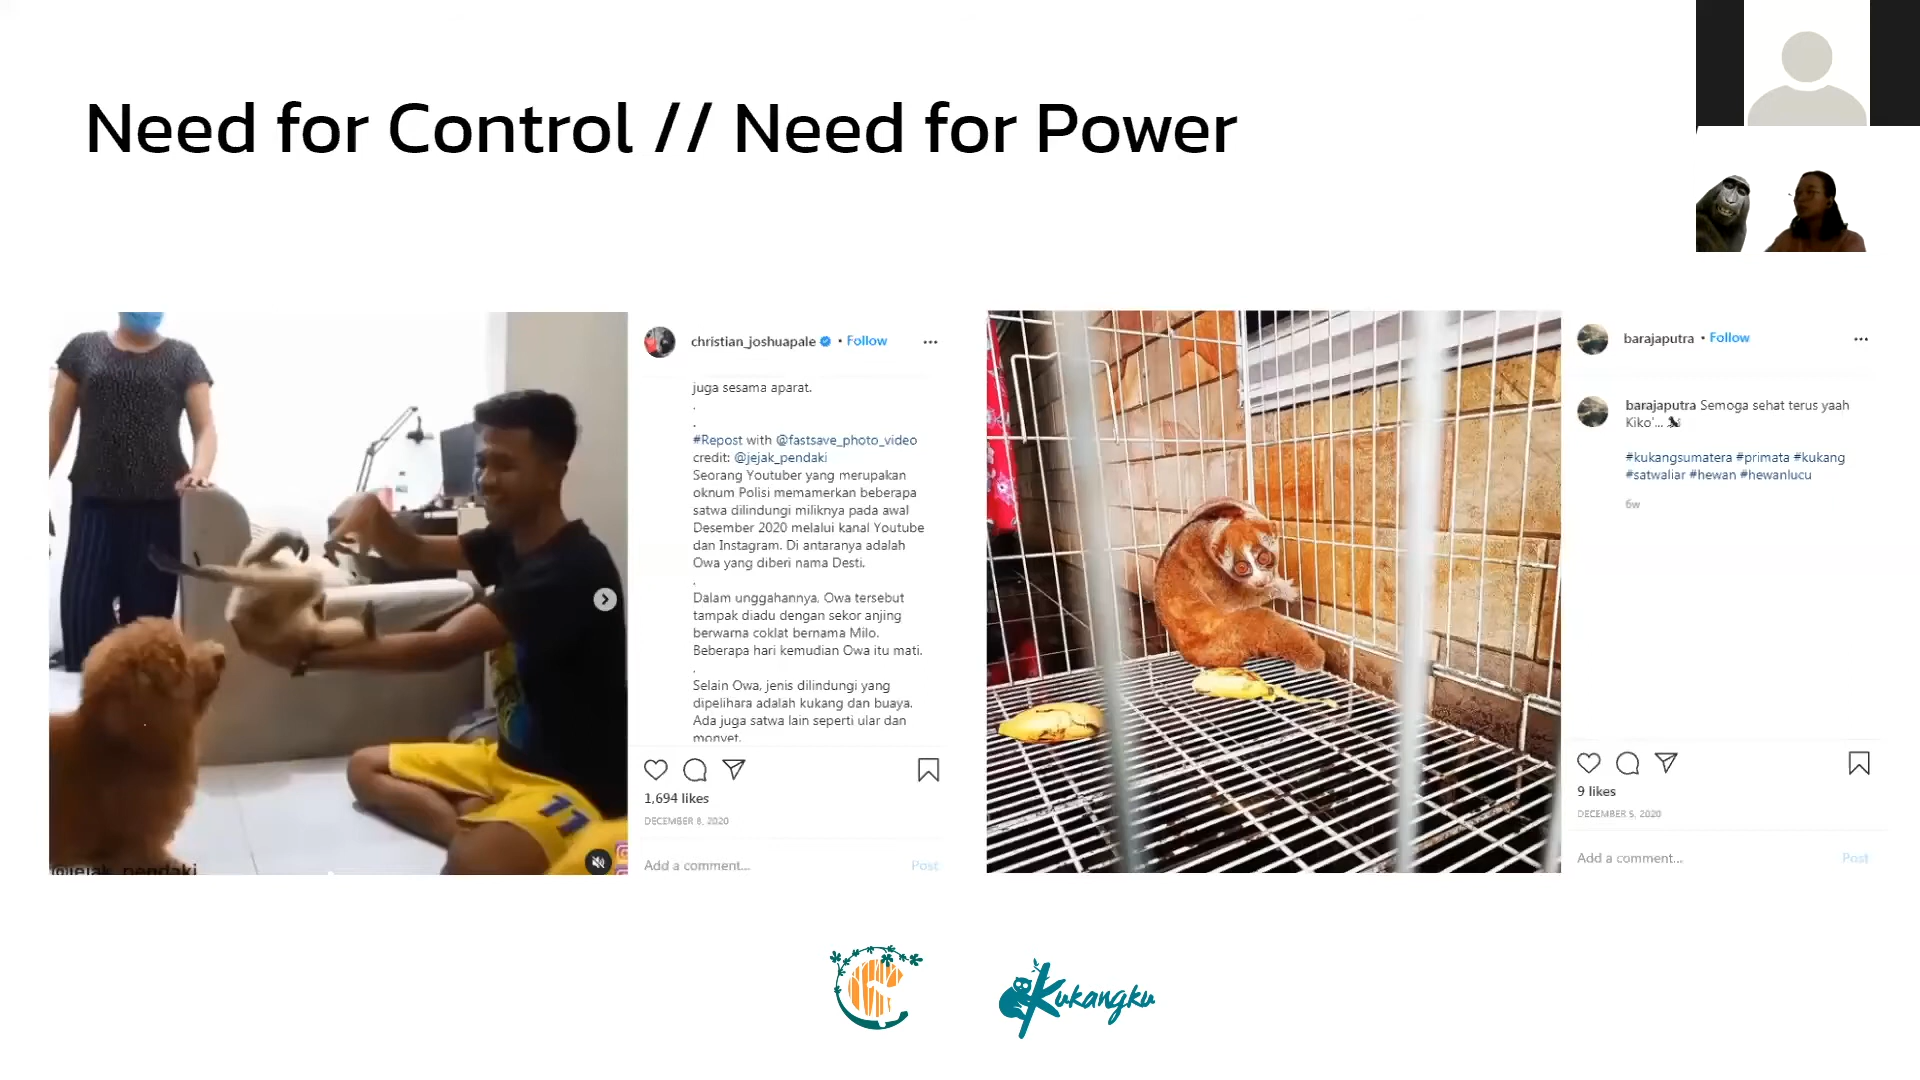 Need for Control // Need for Power
christian_joshuapale • Follow
juga sesama aparat.
.
.
#Repost with @fastsave_photo_video
credit: @jejak_pendaki
Seorang Youtuber yang merupakan
oknum Polisi memamerkan beberapa
satwa dilindungi miliknya pada awal
Desember 2020 melalui kanal Youtube
dan Instagram. Di antaranya adalah
Owa yang diberi nama Desti.
.
Dalam unggahannya, Owa tersebut
tampak diadu dengan sekor anjing
berwarna coklat bernama Milo.
Beberapa hari kemudian Owa itu mati.
.
Selain Owa, jenis dilindungi yang
dipelihara adalah kukang dan buaya.
Ada juga satwa lain seperti ular dan
monyet.
1,694 likes
DECEMBER 8, 2020
Add a comment... Post
11
@jejak_pendaki
barajaputra • Follow
barajaputra Semoga sehat terus yaah
Kiko'...
#kukangsumatera #primata #kukang
#satwaliar #hewan #hewanlucu
6w
9 likes
DECEMBER 5, 2020
Add a comment... Post
Kukangku